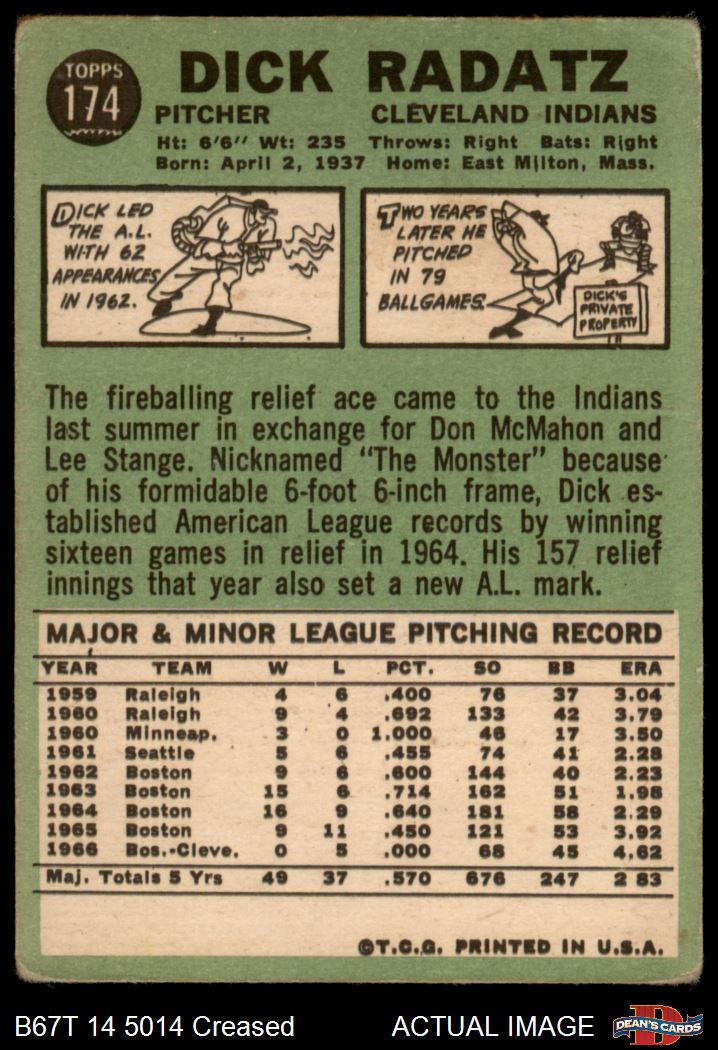 TOPPS
174
DICK RADATZ
PITCHER CLEVELAND INDIANS
Ht: 6'6" Wt: 235 Throws: Right Bats: Right
Born: April 2, 1937 Home: East Milton, Mass.
DICK LED
THE A.L.
WITH 62
APPEARANCES
IN 1962.
TWO YEARS
LATER HE
PITCHED
IN 79
BALLGAMES.
DICK'S
PRIVATE
PROPERTY
The fireballing relief ace came to the Indians
last summer in exchange for Don McMahon and
Lee Stange. Nicknamed "The Monster" because
of his formidable 6-foot 6-inch frame, Dick es-
tablished American League records by winning
sixteen games in relief in 1964. His 157 relief
innings that year also set a new A.L. mark.
MAJOR & MINOR LEAGUE PITCHING RECORD
YEAR TEAM W L PCT. SO BB ERA
1959 Raleigh 4 6 .400 76 37 3.04
1960 Raleigh 9 4 .692 133 42 3.79
1960 Minneap. 3 0 1.000 46 17 3.50
1961 Seattle 5 6 .455 74 41 2.28
1962 Boston 9 6 .600 144 40 2.23
1963 Boston 15 6 .714 162 51 1.98
1964 Boston 16 9 .640 181 58 2.29
1965 Boston 9 11 .450 121 53 3.92
1966 Bos.-Cleve. 0 5 .000 68 45 4.62
Maj. Totals 5 Yrs 49 37 .570 676 247 2 83
©T.C.G. PRINTED IN U.S.A.
B67T 14 5014 Creased ACTUAL IMAGE
DEAN'S CARDS